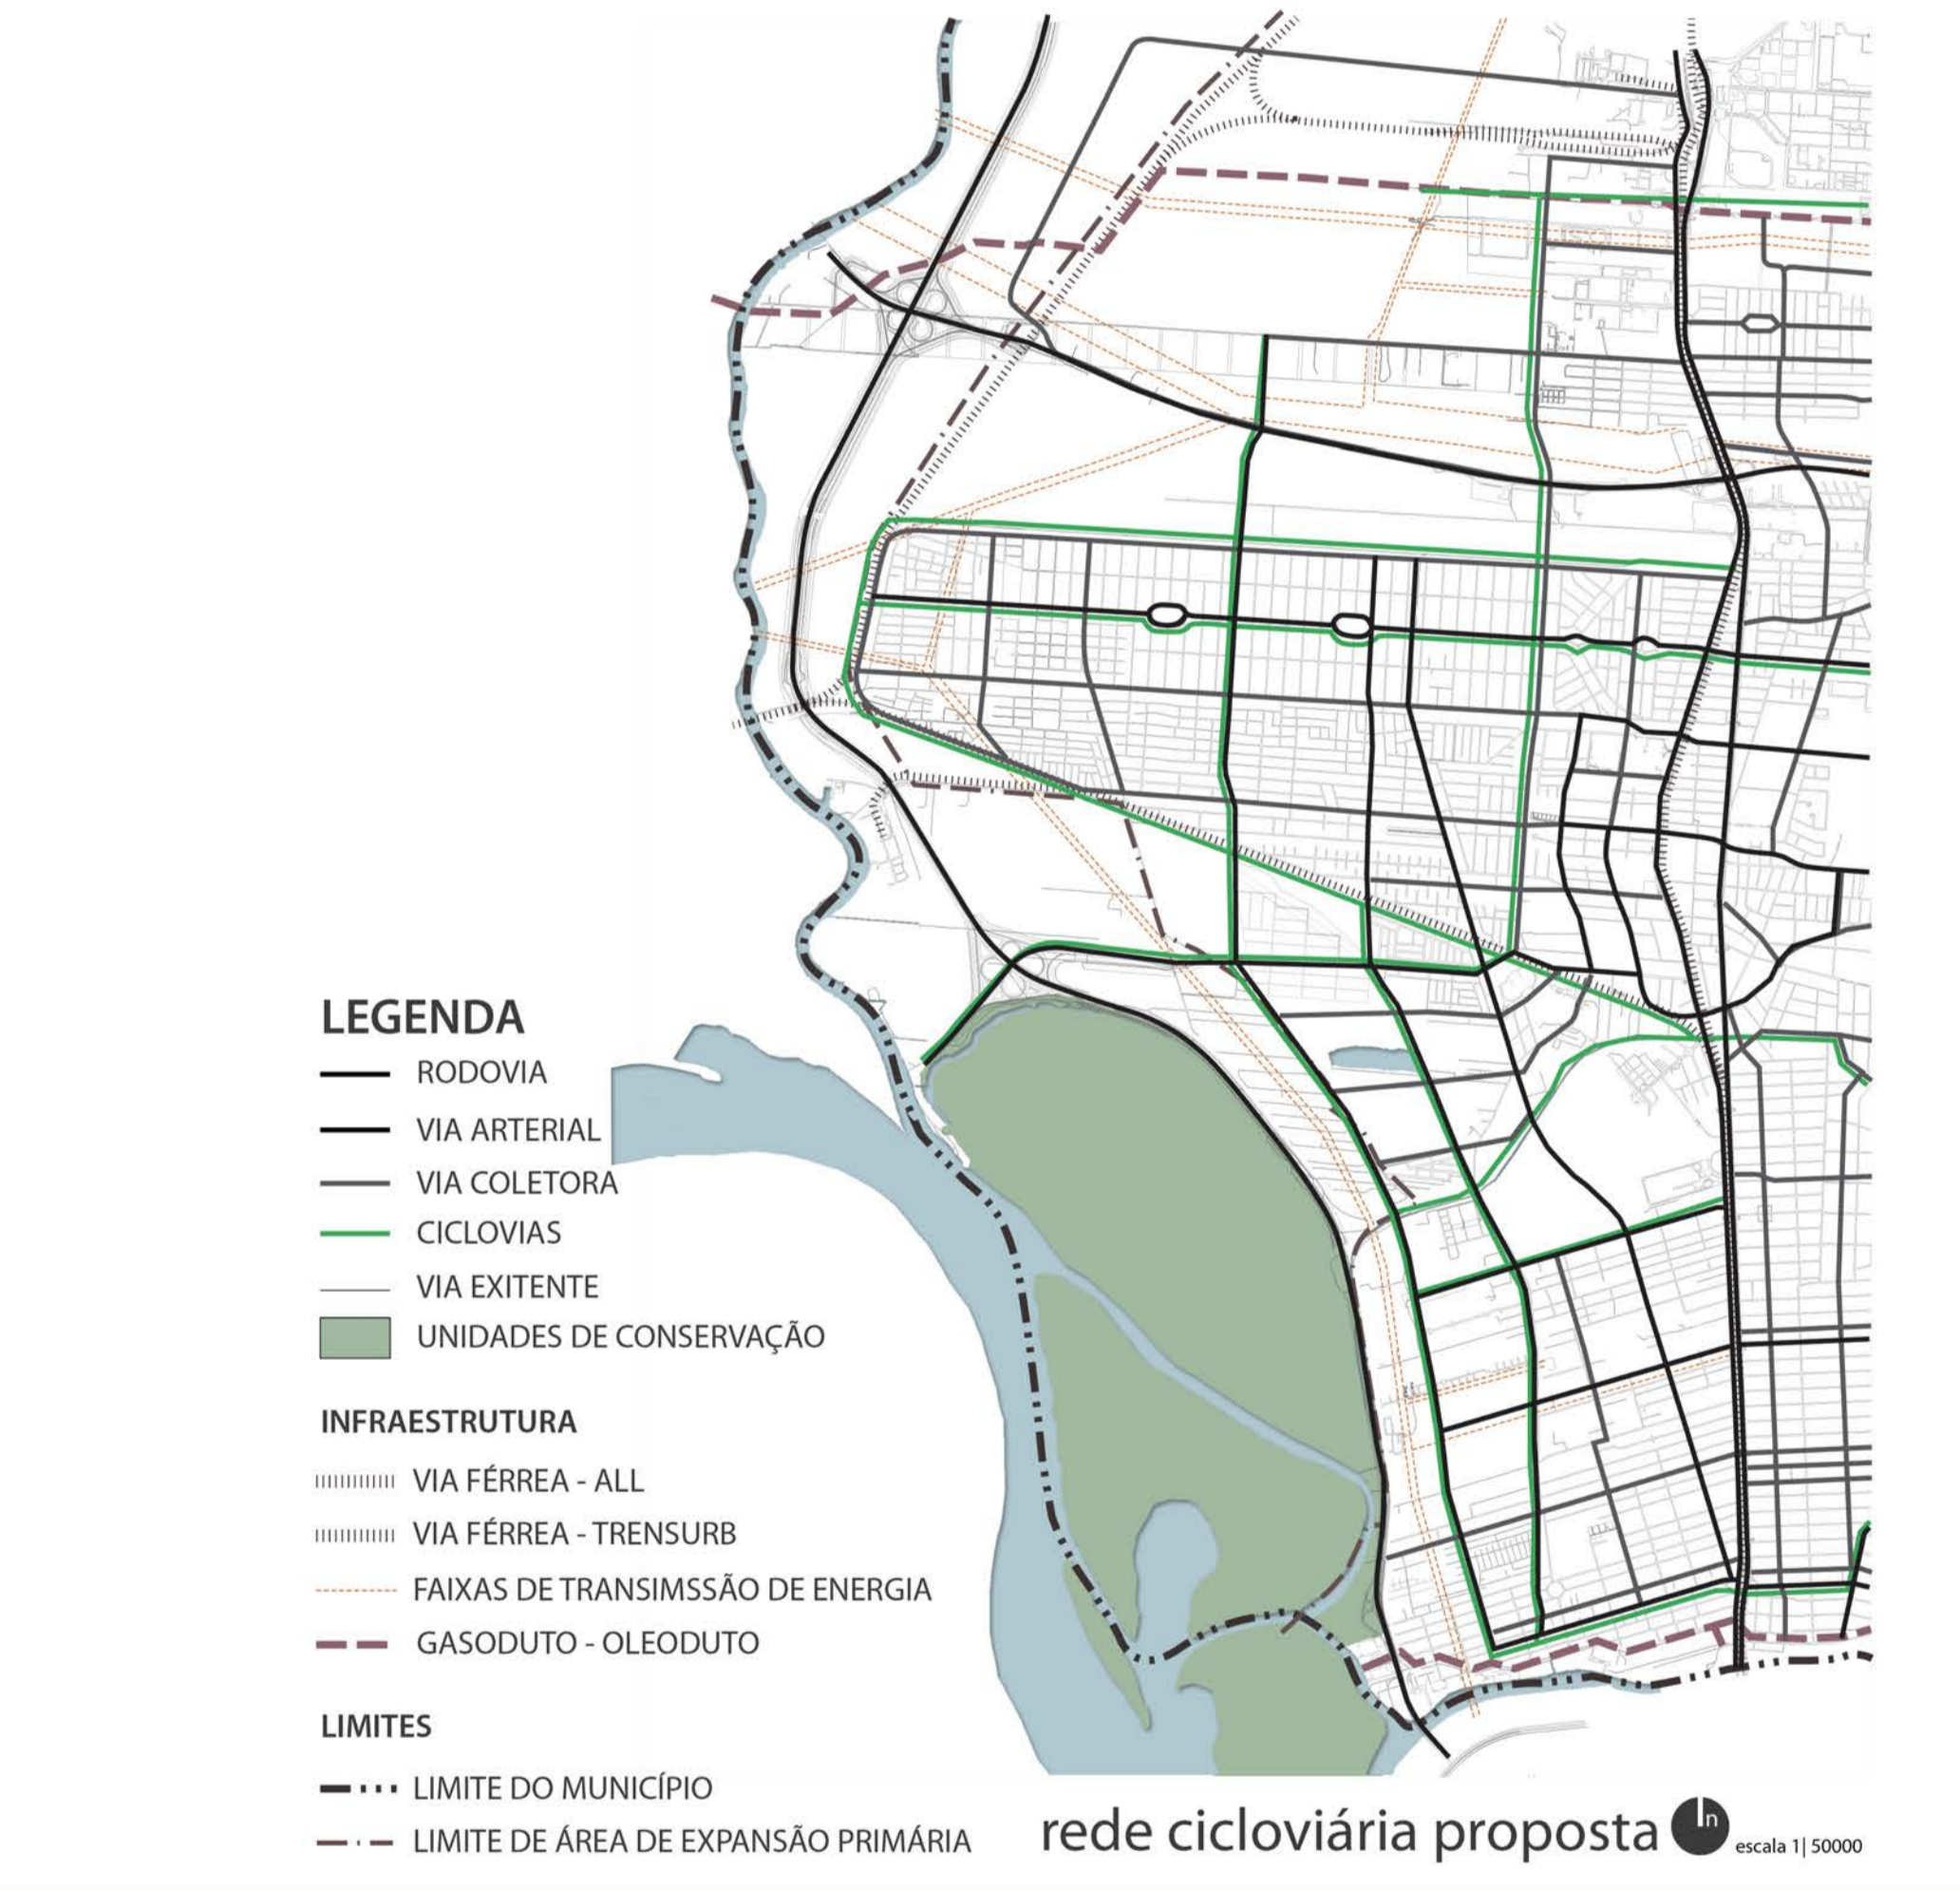 LEGENDA
RODOVIA
VIA ARTERIAL
VIA COLETORA
CICLOVIAS
VIA EXITENTE
UNIDADES DE CONSERVAÇÃO
INFRAESTRUTURA
VIA FÉRREA - ALL
VIA FÉRREA - TRENSURB
FAIXAS DE TRANSIMSSÃO DE ENERGIA
GASODUTO - OLEODUTO
LIMITES
LIMITE DO MUNICÍPIO
LIMITE DE ÁREA DE EXPANSÃO PRIMÁRIA
rede cicloviária proposta n escala 1| 50000